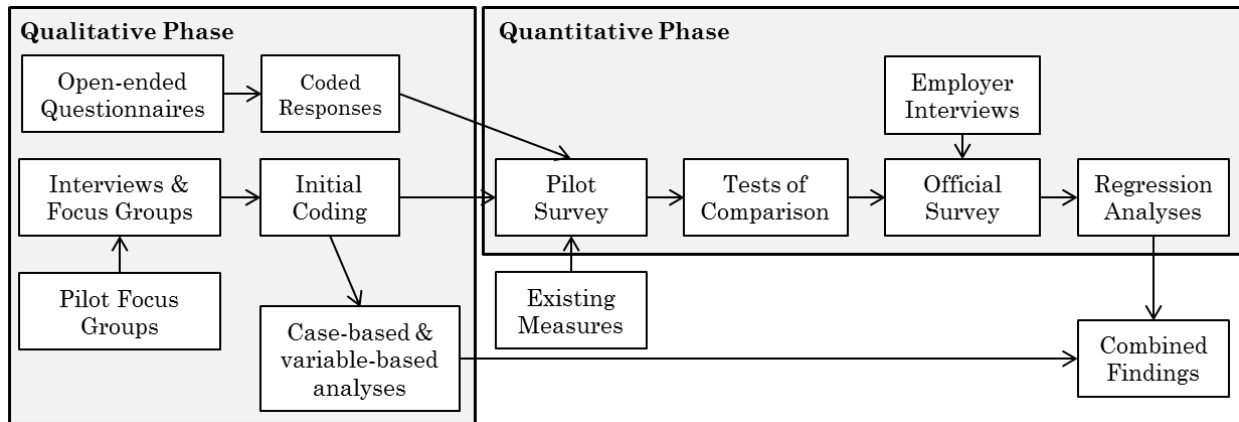 Qualitative Phase
Open-ended
Questionnaires
Coded
Responses
Interviews &
Focus Groups
Initial
Coding
Pilot Focus
Groups
Case-based &
variable-based
analyses
Quantitative Phase
Employer
Interviews
Pilot
Survey
Tests of
Comparison
Official
Survey
Regression
Analyses
Existing
Measures
Combined
Findings